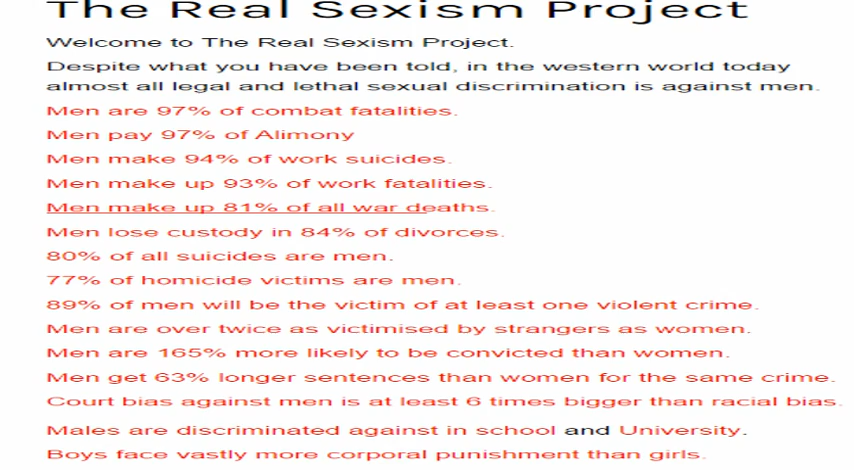 The Real Sexism Project
Welcome to The Real Sexism Project.
Despite what you have been told, in the western world today
almost all legal and lethal sexual discrimination is against men.
Men are 97% of combat fatalities.
Men pay 97% of Alimony
Men make 94% of work suicides.
Men make up 93% of work fatalities.
Men make up 81% of all war deaths.
Men lose custody in 84% of divorces.
80% of all suicides are men.
77% of homicide victims are men.
89% of men will be the victim of at least one violent crime.
Men are over twice as victimised by strangers as women.
Men are 165% more likely to be convicted than women.
Men get 63% longer sentences than women for the same crime.
Court bias against men is at least 6 times bigger than racial bias.
Males are discriminated against in school and University.
Boys face vastly more corporal punishment than girls.